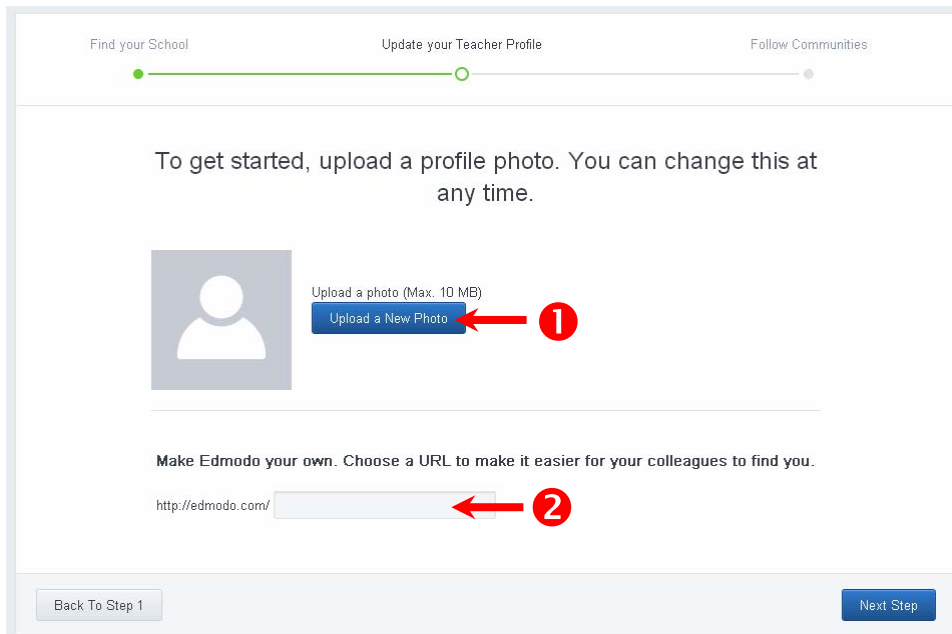 Find your School
Update your Teacher Profile
Follow Communities
To get started, upload a profile photo. You can change this at
any time.
Upload a photo (Max. 10 MB)
Upload a New Photo
1
Make Edmodo your own. Choose a URL to make it easier for your colleagues to find you.
http://edmodo.com/
2
Back To Step 1
Next Step